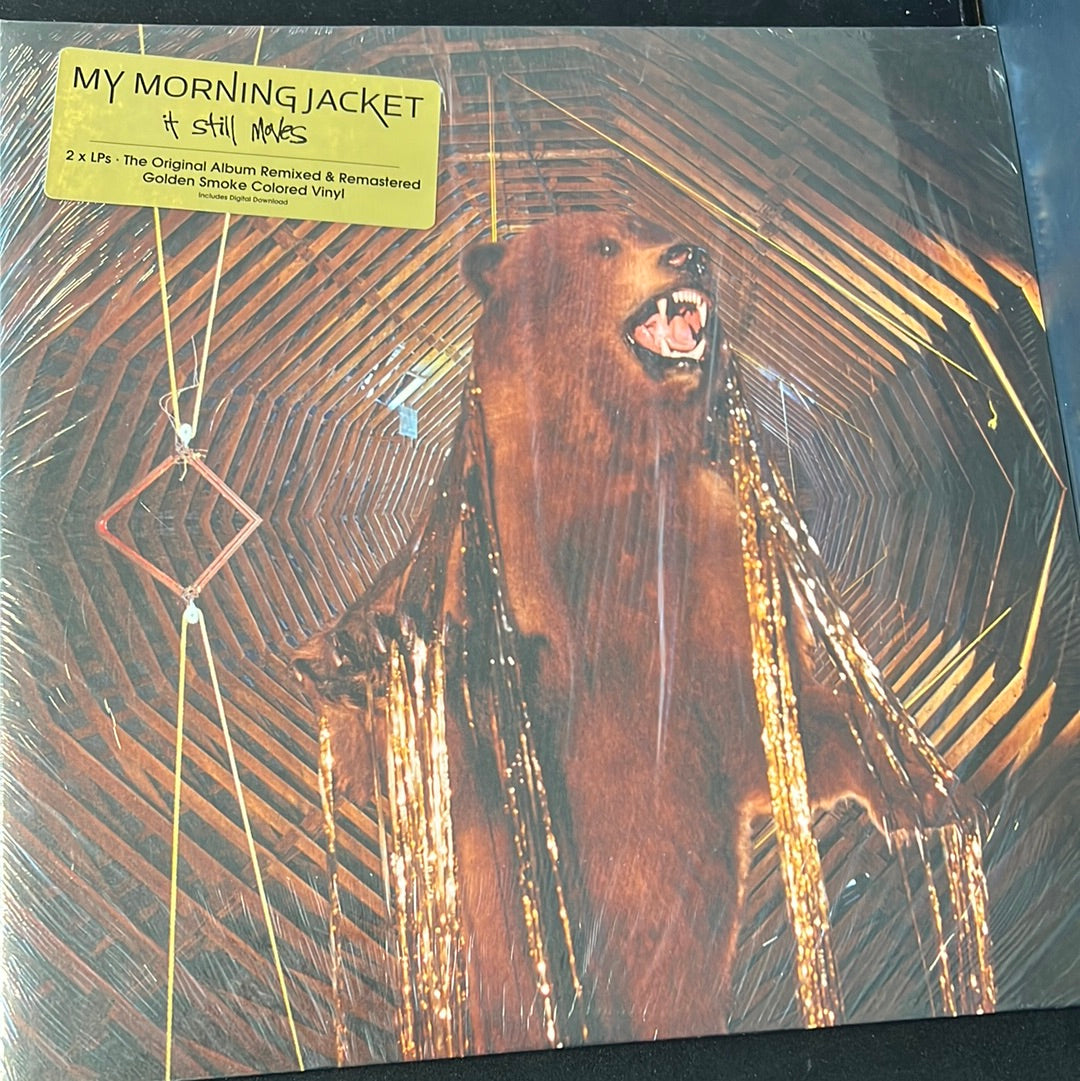 MY MORNING JACKET
it still moves
2 x LPs · The Original Album Remixed & Remastered
Golden Smoke Colored Vinyl
Includes Digital Download